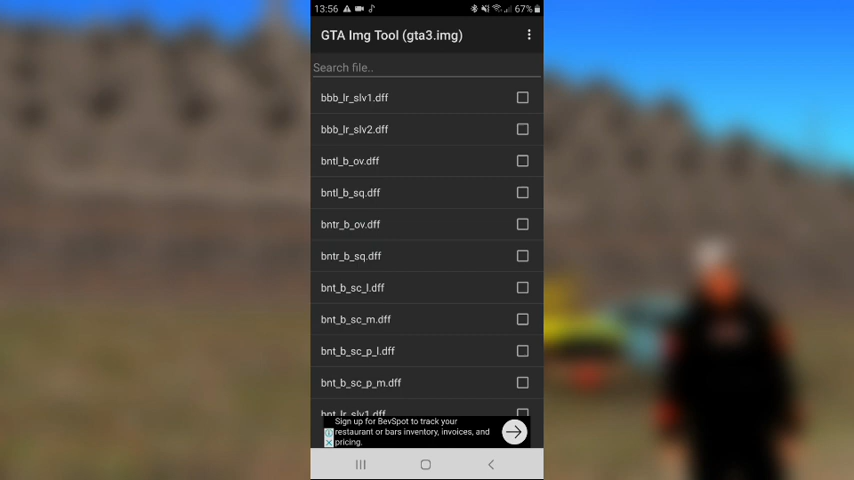 13:56
67%
GTA Img Tool (gta3.img)
Search file..
bbb_lr_slv1.dff
bbb_lr_slv2.dff
bntl_b_ov.dff
bntl_b_sq.dff
bntr_b_ov.dff
bntr_b_sq.dff
bnt_b_sc_l.dff
bnt_b_sc_m.dff
bnt_b_sc_p_l.dff
bnt_b_sc_p_m.dff
bnt_lr_slv1.dff
Sign up for BevSpot to track your
restaurant or bars inventory, invoices, and
pricing.